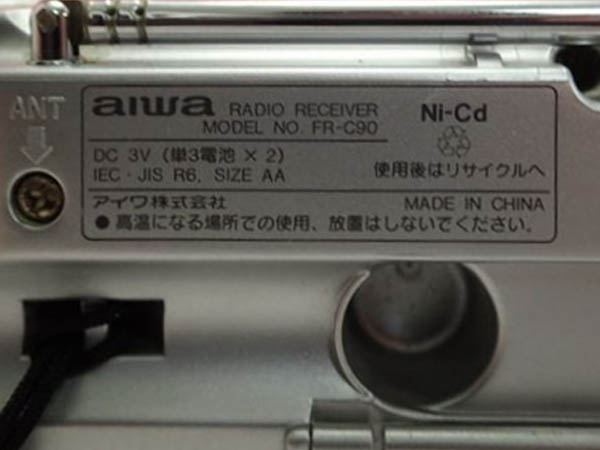 ANT
aiwa RADIO RECEIVER
MODEL NO. FR-C90
Ni-Cd
DC 3V (単3電池 × 2)
IEC · JIS R6, SIZE AA
使用後はリサイクルへ
アイワ株式会社
MADE IN CHINA
● 高温になる場所での使用、放置はしないでください。